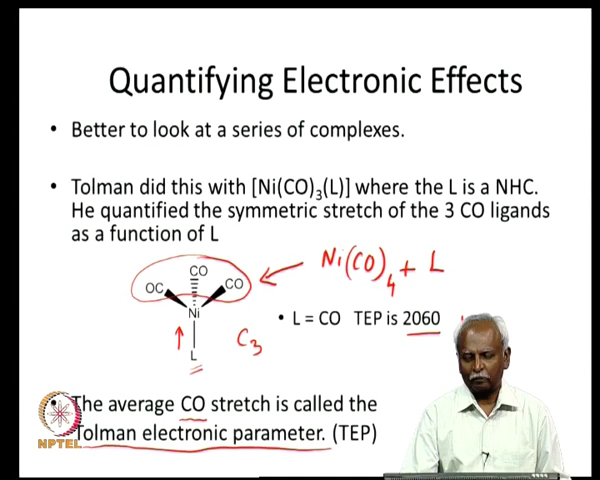 Quantifying Electronic Effects
• Better to look at a series of complexes.
• Tolman did this with [Ni(CO)₃(L)] where the L is a NHC.
He quantified the symmetric stretch of the 3 CO ligands
as a function of L
Ni(CO)₄ + L
CO
OC
CO
Ni
L
C₃
• L = CO TEP is 2060
The average CO stretch is called the
Tolman electronic parameter. (TEP)
NPTEL